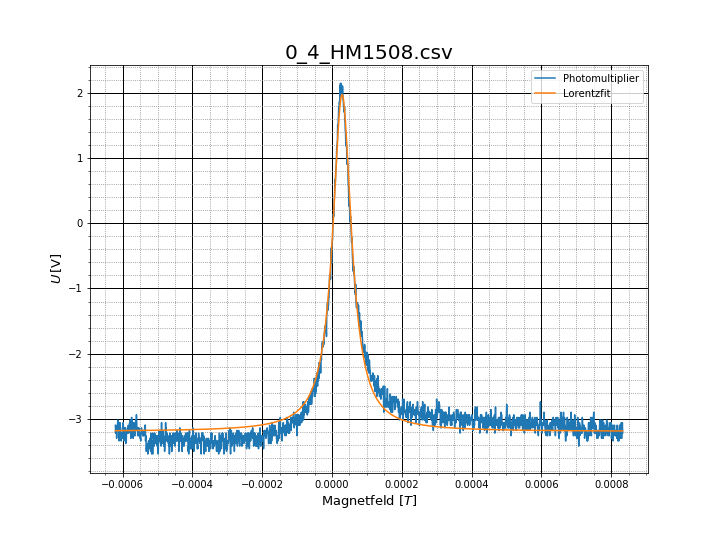 0_4_HM1508.csv
Photomultiplier
Lorentzfit
2
1
0
−1
−2
−3
U[V]
−0.0006 −0.0004 −0.0002 0.0000 0.0002 0.0004 0.0006 0.0008
Magnetfeld [T]